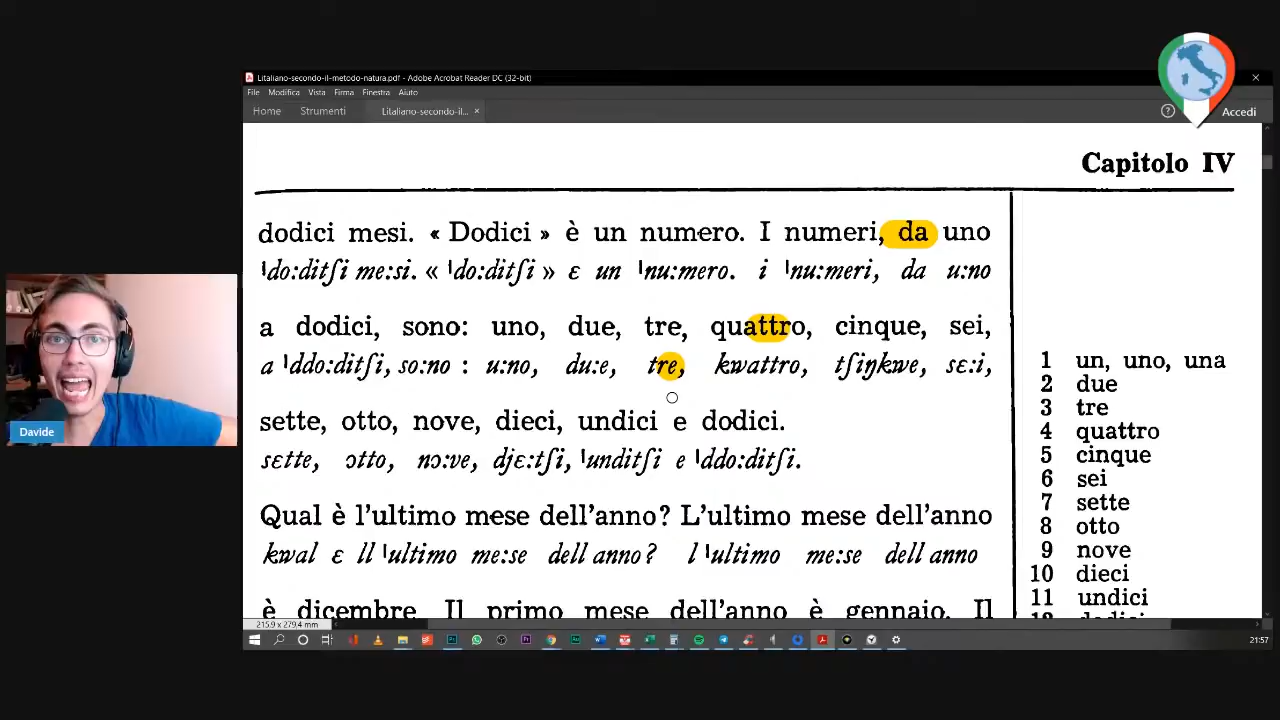 Litaliano-secondo-il-metodo-natura.pdf - Adobe Acrobat Reader DC (32-bit)
File Modifica Vista Firma Finestra Aiuto
Home Strumenti Litaliano-secondo-il-... × Accedi
Capitolo IV
dodici mesi. « Dodici » è un numero. I numeri, da uno
ˈdo:ditʃi me:si. « ˈdo:ditʃi » ɛ un ˈnu:mero. i ˈnu:meri, da u:no
a dodici, sono: uno, due, tre, quattro, cinque, sei,
a ˈddo:ditʃi, so:no : u:no, du:e, tre, kwattro, tʃiŋkwe, sɛ:i,
sette, otto, nove, dieci, undici e dodici.
sɛtte, ɔtto, nɔ:ve, djɛ:tʃi, ˈunditʃi e ˈddo:ditʃi.
Qual è l'ultimo mese dell'anno? L'ultimo mese dell'anno
kwal ɛ ll ˈultimo me:se dell anno? l ˈultimo me:se dell anno
è dicembre. Il primo mese dell'anno è gennaio. Il
1 un, uno, una
2 due
3 tre
4 quattro
5 cinque
6 sei
7 sette
8 otto
9 nove
10 dieci
11 undici
12 dodici
Davide
215,9 x 279,4 mm
21:57